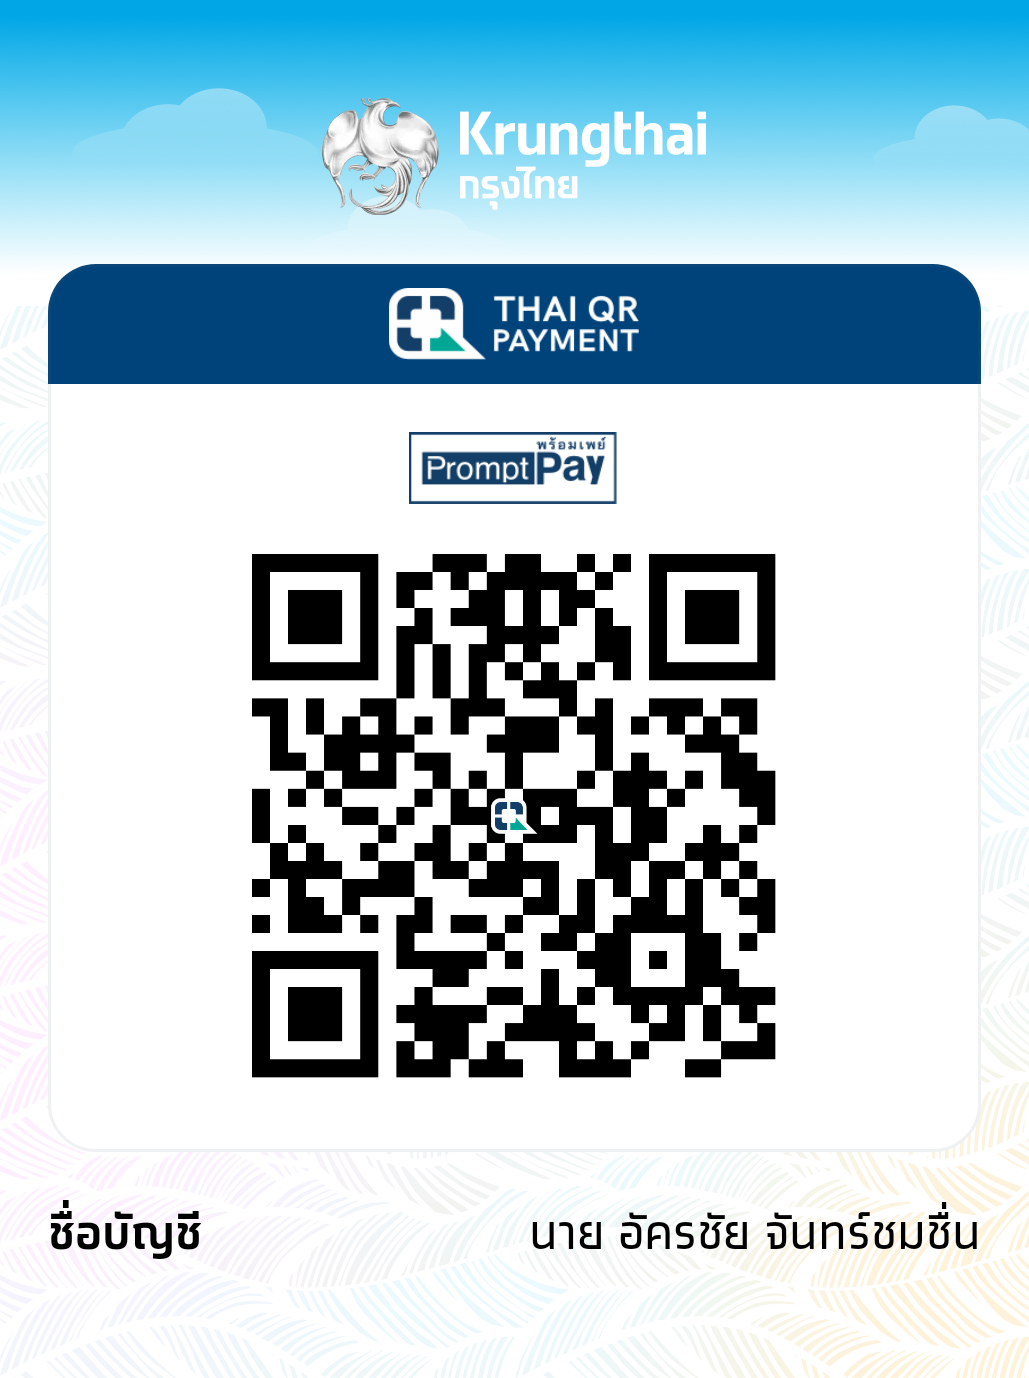 Krungthai
กรุงไทย
THAI QR
PAYMENT
พร้อมเพย์
PromptPay
ชื่อบัญชี
นาย อัครชัย จันทร์ชมชื่น